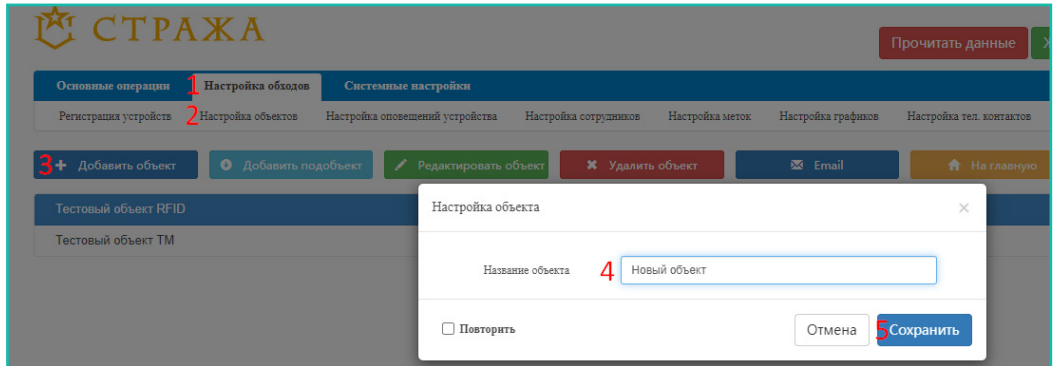 СТРАЖА
Прочитать данные
Основные операции 1 Настройка обходов Системные настройки
Регистрация устройств 2 Настройка объектов Настройка оповещений устройства Настройка сотрудников Настройка меток Настройка графиков Настройка тел. контактов
3 Добавить объект Добавить подобъект Редактировать объект Удалить объект Email На главную
Тестовый объект RFID
Тестовый объект ТМ
Настройка объекта ×
Название объекта 4 Новый объект
Повторить Отмена 5 Сохранить